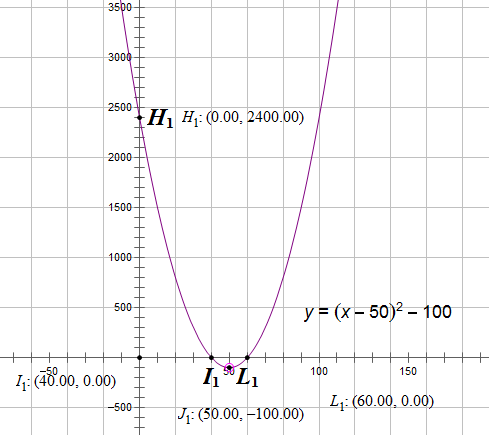 3500
3000
H₁ H₁: (0.00, 2400.00)
2500
2000
1500
1000
500
y = (x – 50)² – 100
-50
50
100
150
I₁: (40.00, 0.00)
I₁
L₁
-500
J₁: (50.00, –100.00)
L₁: (60.00, 0.00)